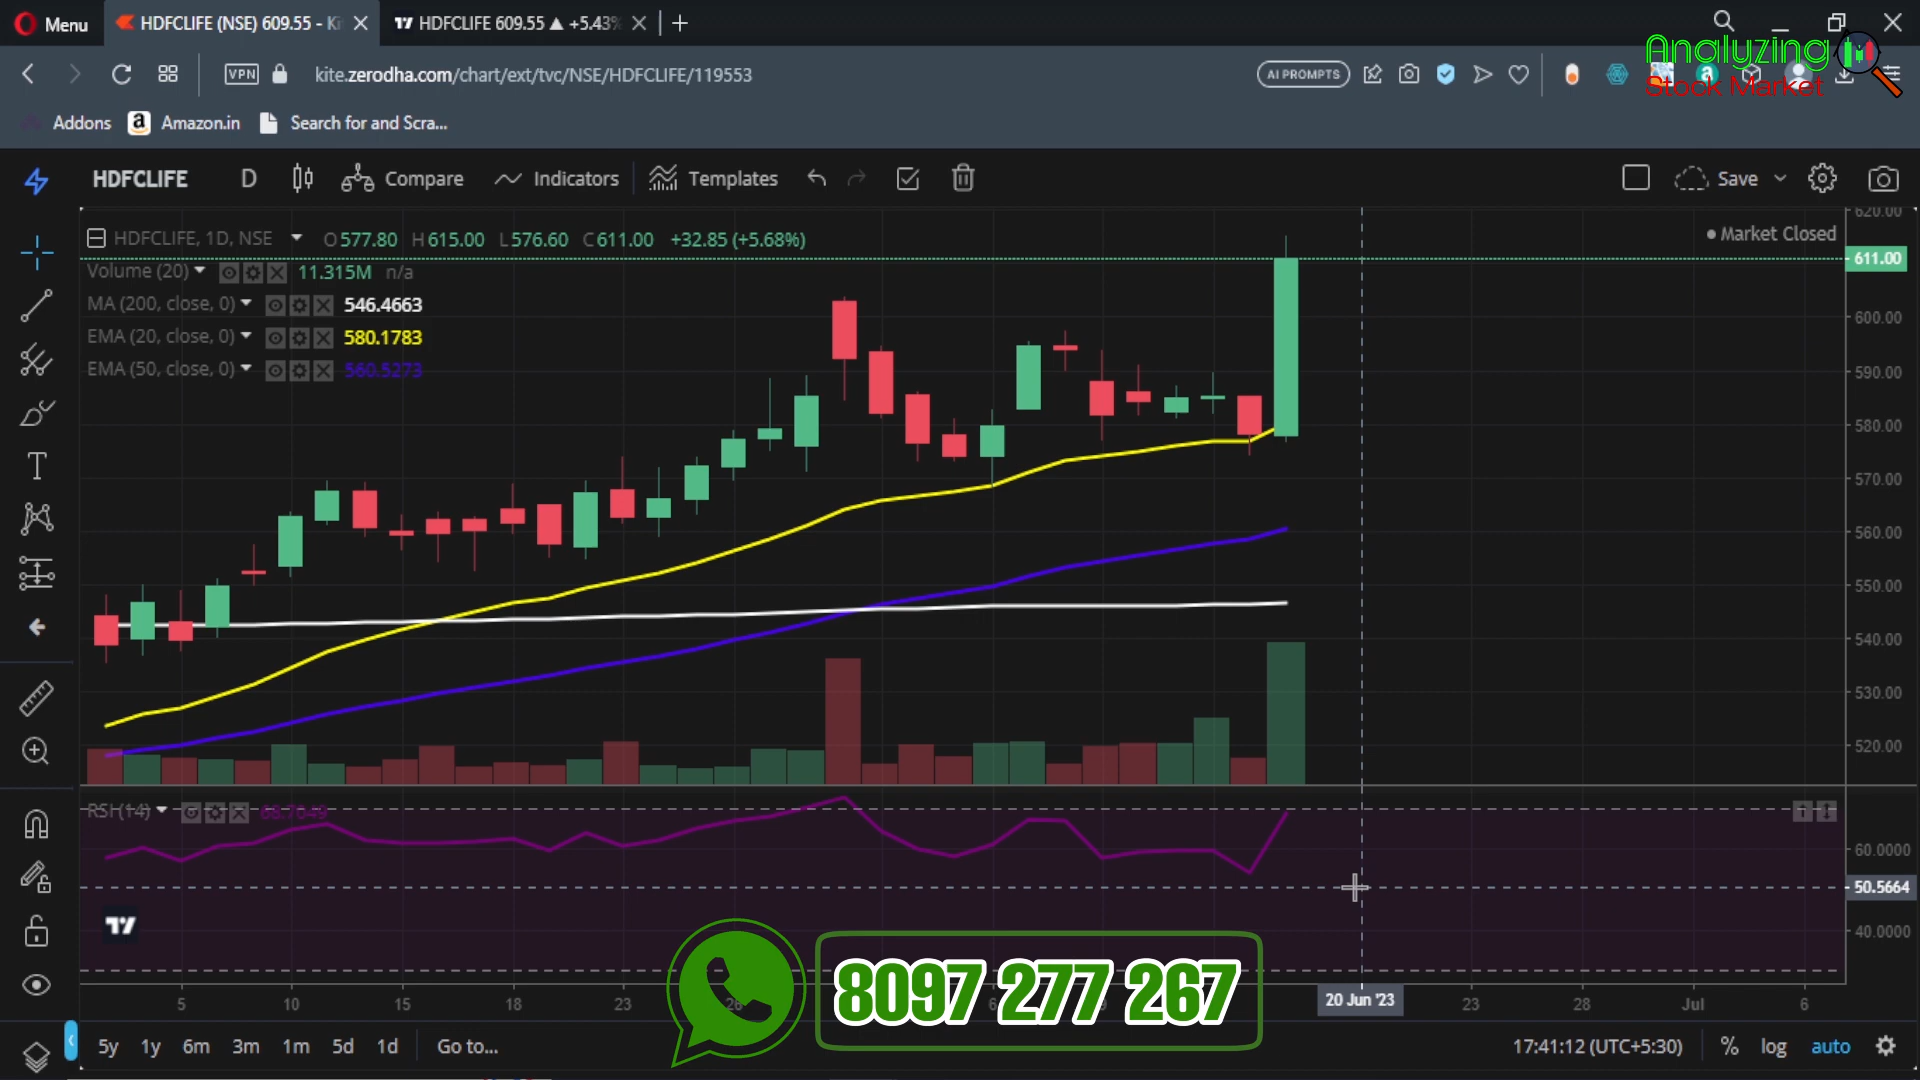 Menu
HDFCLIFE (NSE) 609.55 - Ki
HDFCLIFE 609.55 ▲ +5.43%
Analyzing
Stock Market
VPN
kite.zerodha.com/chart/ext/tvc/NSE/HDFCLIFE/119553
AI PROMPTS
Addons
Amazon.in
Search for and Scra...
HDFCLIFE
D
Compare
Indicators
Templates
Save
HDFCLIFE, 1D, NSE
O577.80 H615.00 L576.60 C611.00 +32.85 (+5.68%)
Market Closed
Volume (20)
11.315M n/a
MA (200, close, 0)
546.4663
EMA (20, close, 0)
580.1783
EMA (50, close, 0)
560.5273
620.00
611.00
600.00
590.00
580.00
570.00
560.00
550.00
540.00
530.00
520.00
RSI (14)
68.7049
60.0000
50.5664
40.0000
5 10 15 18 23 26 6 20 Jun '23 23 28 Jul 6
8097 277 267
5y 1y 6m 3m 1m 5d 1d Go to...
17:41:12 (UTC+5:30) % log auto